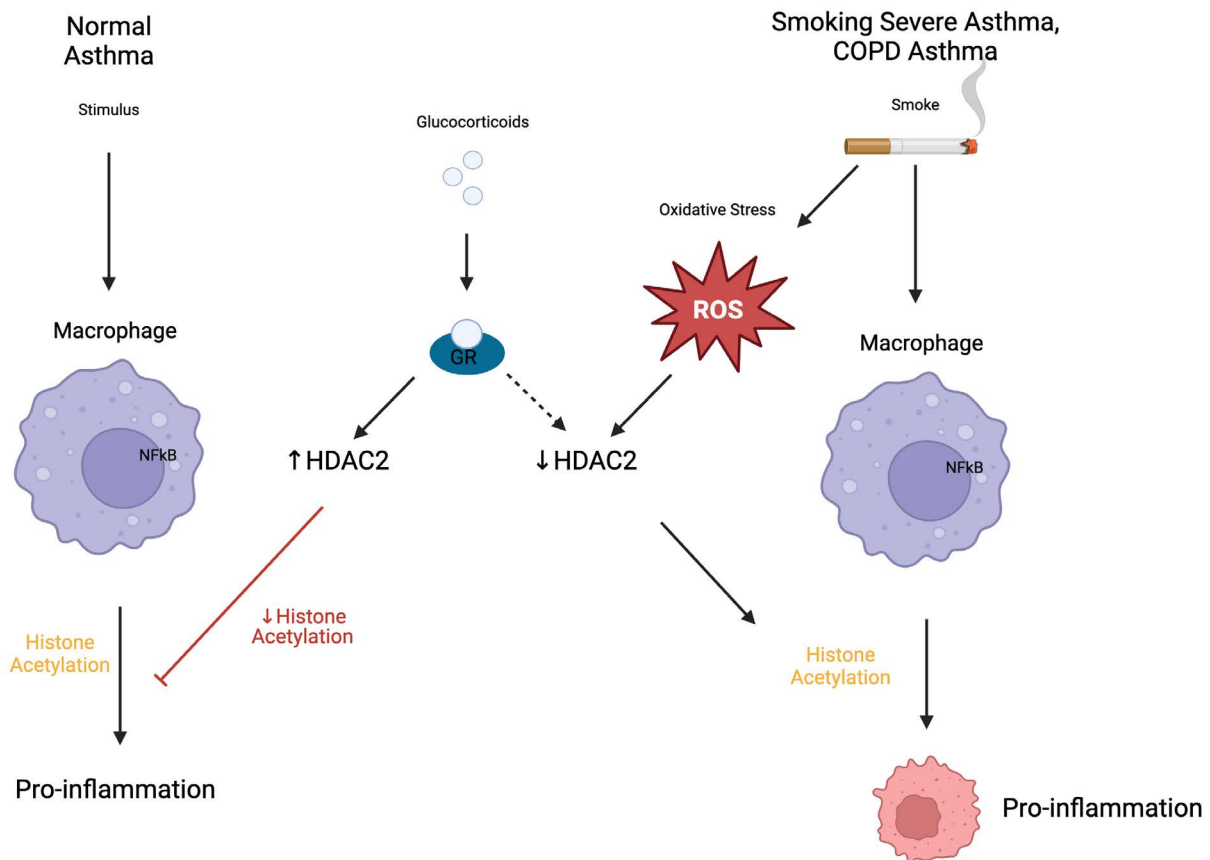 Normal
Asthma
Stimulus
Macrophage
NFkB
Histone
Acetylation
Pro-inflammation
Glucocorticoids
GR
↑HDAC2
↓Histone
Acetylation
↓HDAC2
Smoking Severe Asthma,
COPD Asthma
Smoke
Oxidative Stress
ROS
Macrophage
NFkB
Histone
Acetylation
Pro-inflammation